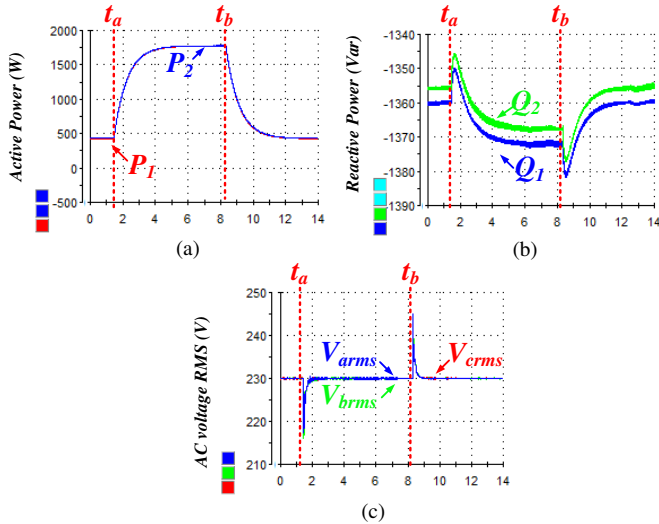 t_a
t_b
Active Power (W)
2000
1500
1000
500
0
-500
P_2
P_1
0 2 4 6 8 10 12 14
(a)
t_a
t_b
Reactive Power (Var)
-1340
-1350
-1360
-1370
-1380
-1390
Q_2
Q_1
0 2 4 6 8 10 12 14
(b)
t_a
t_b
AC voltage RMS (V)
250
240
230
220
210
V_arms
V_crms
V_brms
0 2 4 6 8 10 12 14
(c)